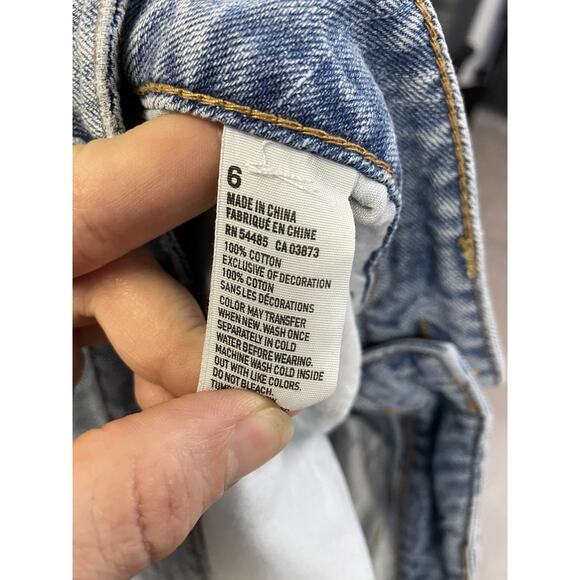 6
MADE IN CHINA
FABRIQUÉ EN CHINE
RN 54485 CA 03873
100% COTTON
EXCLUSIVE OF DECORATION
100% COTON
SANS LES DÉCORATIONS
COLOR MAY TRANSFER
WHEN NEW. WASH ONCE
SEPARATELY IN COLD
WATER BEFORE WEARING.
MACHINE WASH COLD INSIDE
OUT WITH LIKE COLORS.
DO NOT BLEACH.